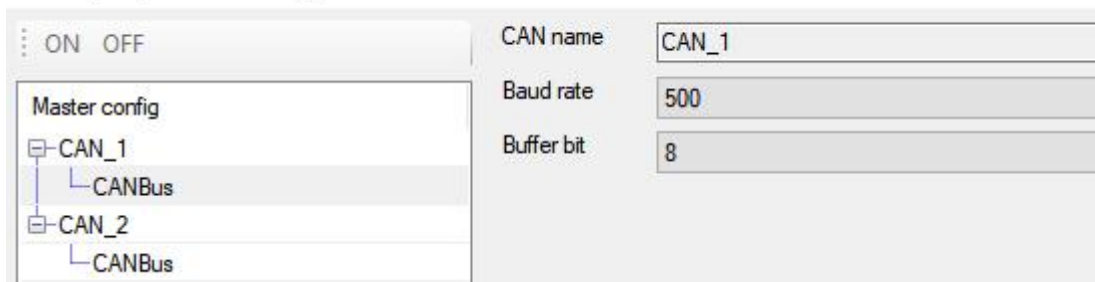 ON OFF
Master config
CAN_1
CANBus
CAN_2
CANBus
CAN name
CAN_1
Baud rate
500
Buffer bit
8